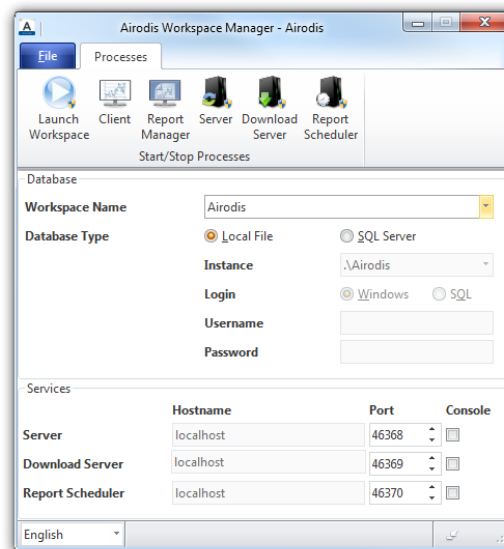 A
Airodis Workspace Manager - Airodis
File Processes
Launch Workspace
Client
Report Manager
Server
Download Server
Report Scheduler
Start/Stop Processes
Database
Workspace Name Airodis
Database Type Local File SQL Server
Instance .\Airodis
Login Windows SQL
Username
Password
Services
Hostname Port Console
Server localhost 46368
Download Server localhost 46369
Report Scheduler localhost 46370
English